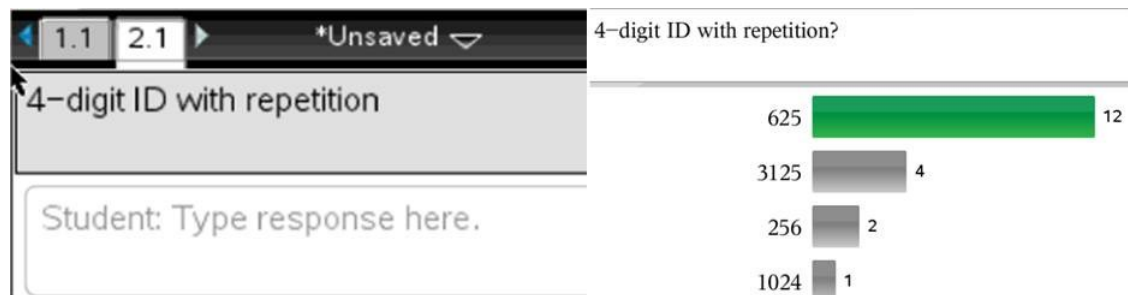 1.1 2.1 *Unsaved
4-digit ID with repetition
Student: Type response here.
4-digit ID with repetition?
625 12
3125 4
256 2
1024 1